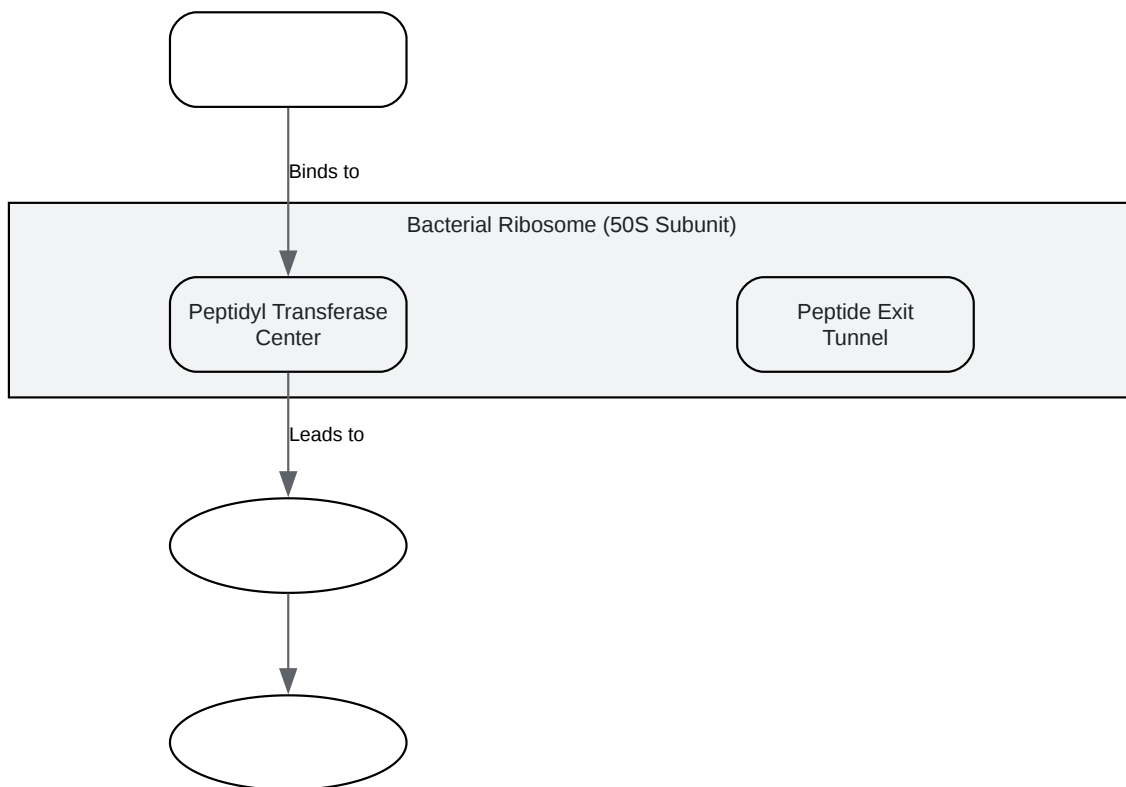 Binds to
Bacterial Ribosome (50S Subunit)
Peptidyl Transferase
Center
Peptide Exit
Tunnel
Leads to